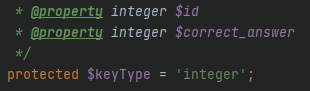 * @property integer $id
* @property integer $correct_answer
*/
protected $keyType = 'integer';